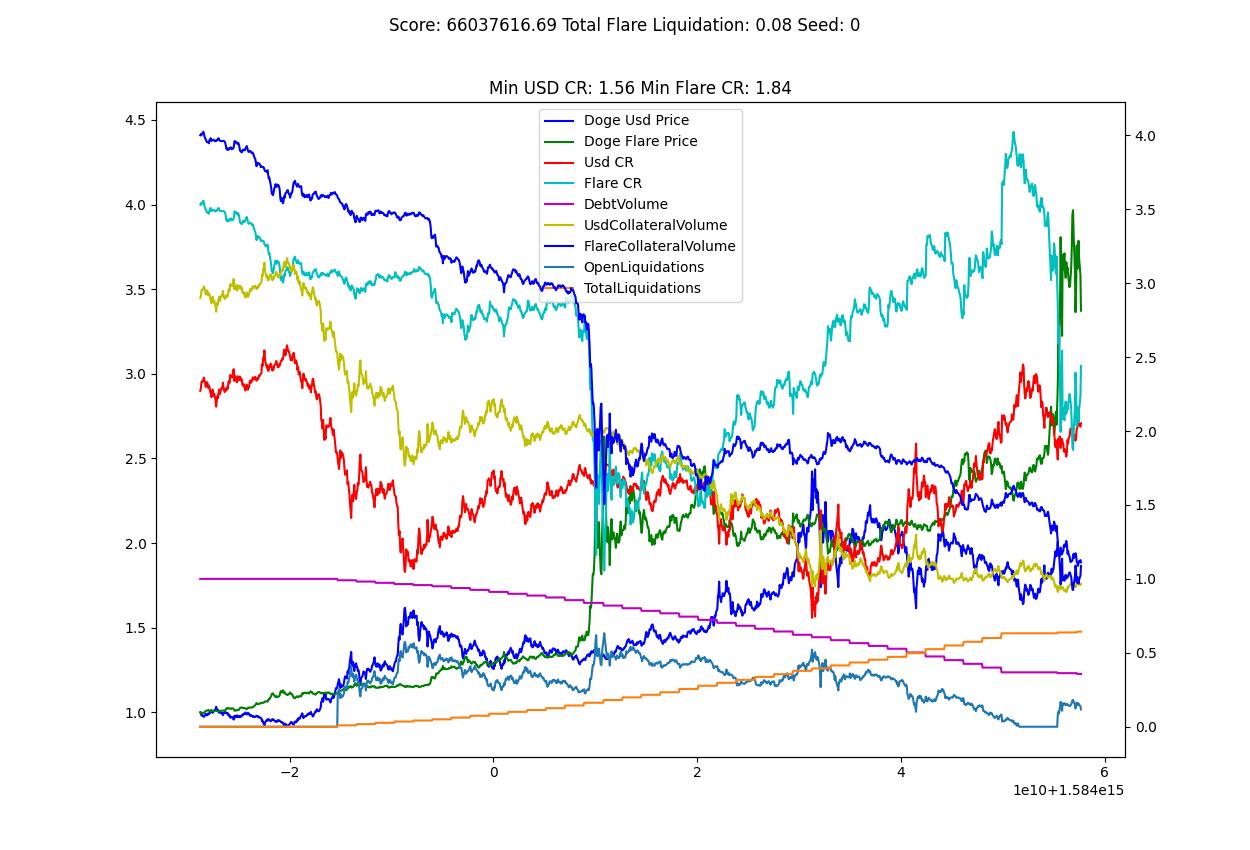 Score: 66037616.69 Total Flare Liquidation: 0.08 Seed: 0
Min USD CR: 1.56 Min Flare CR: 1.84
4.5
4.0
3.5
3.0
2.5
2.0
1.5
1.0
Doge Usd Price
Doge Flare Price
Usd CR
Flare CR
DebtVolume
UsdCollateralVolume
FlareCollateralVolume
OpenLiquidations
TotalLiquidations
4.0
3.5
3.0
2.5
2.0
1.5
1.0
0.5
0.0
−2 0 2 4 6
1e10+1.584e15